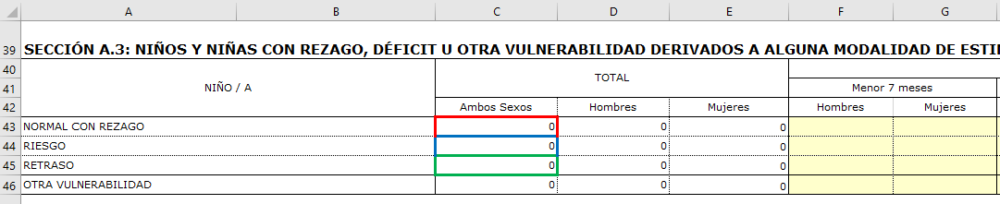 A B C D E F G
39 SECCIÓN A.3: NIÑOS Y NIÑAS CON REZAGO, DÉFICIT U OTRA VULNERABILIDAD DERIVADOS A ALGUNA MODALIDAD DE
40
TOTAL
41 NIÑO / A Menor 7 meses
42 Ambos Sexos Hombres Mujeres Hombres Mujeres
43 NORMAL CON REZAGO 0 0 0
44 RIESGO 0 0 0
45 RETRASO 0 0 0
46 OTRA VULNERABILIDAD 0 0 0